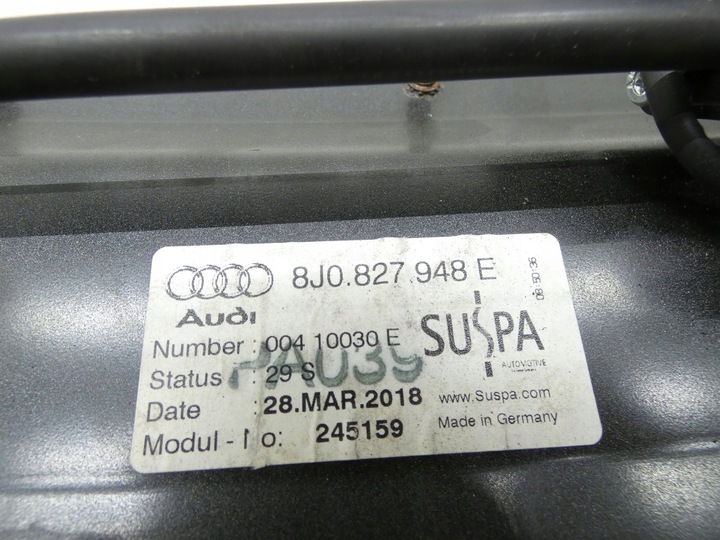 8J0.827.948 E
Audi
Number : 004 10030 E
Status : 29 S
Date : 28.MAR.2018
Modul - No: 245159
SUSPA
AUTOMOTIVE
www.Suspa.com
Made in Germany
PAU39